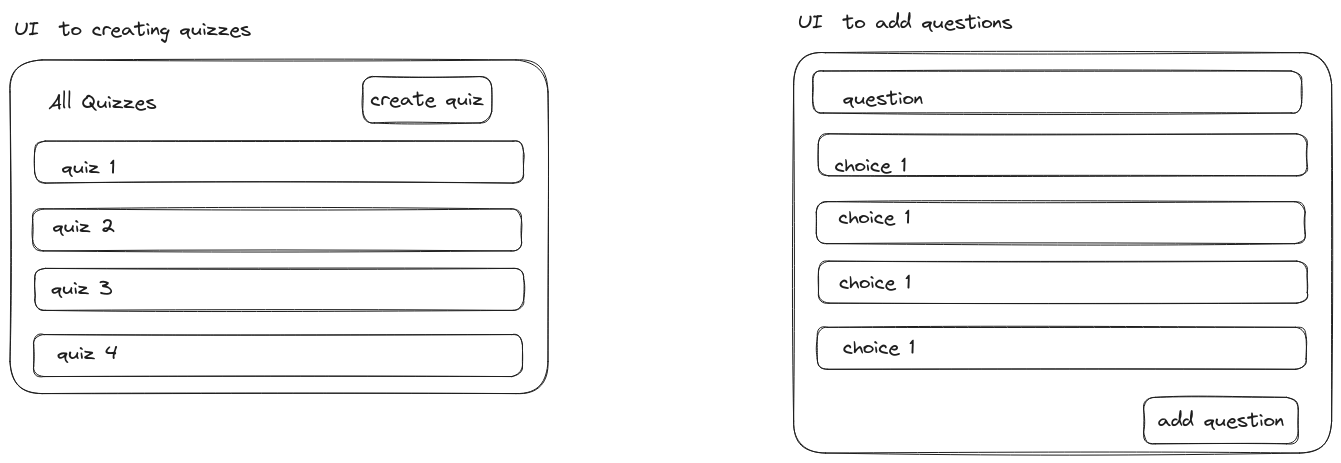 UI to creating quizzes
All Quizzes
create quiz
quiz 1
quiz 2
quiz 3
quiz 4
UI to add questions
question
choice 1
choice 1
choice 1
choice 1
add question